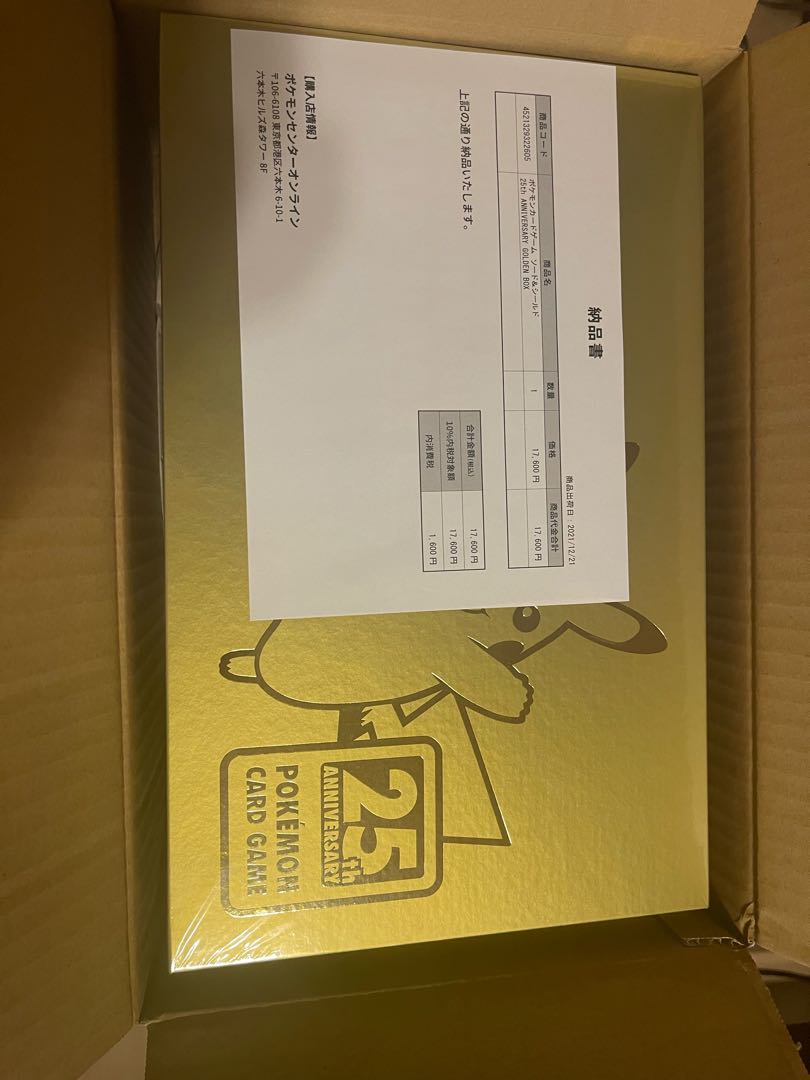 納品書
商品出荷日：2021/12/21
商品コード 商品名 数量 価格 商品代金合計
4521329322605 ポケモンカードゲーム ソード&シールド 1 17,600 円 17,600 円
25th ANNIVERSARY GOLDEN BOX
合計金額(税込) 17,600 円
10%内税対象額 17,600 円
内消費税 1,600 円
上記の通り納品いたします。
【購入店情報】
ポケモンセンターオンライン
〒106-6108 東京都港区六本木 6-10-1
六本木ヒルズ森タワー 8F
25th
ANNIVERSARY
POKÉMON
CARD GAME